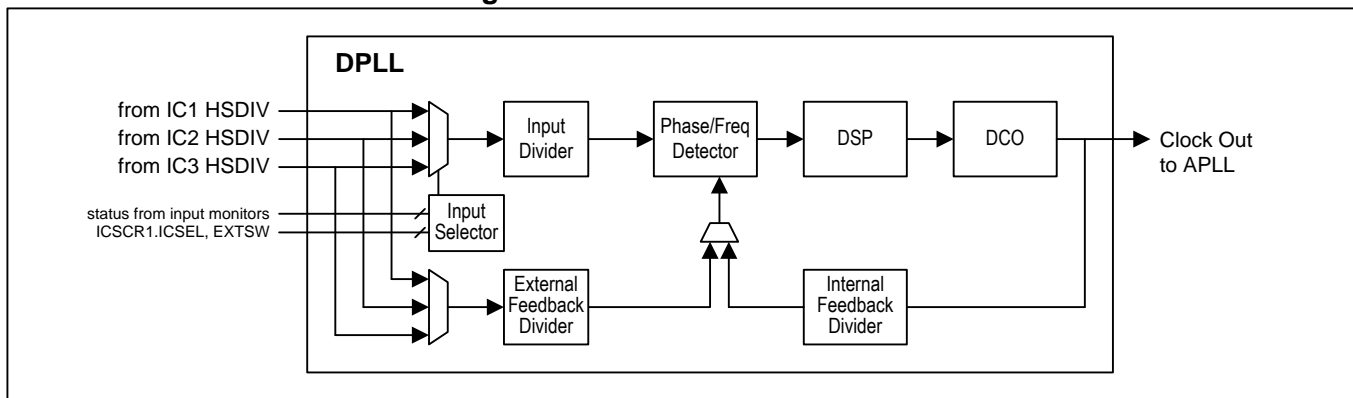 DPLL
from IC1 HSDIV
from IC2 HSDIV
from IC3 HSDIV
Input
Divider
Phase/Freq
Detector
DSP
DCO
Clock Out
to APLL
status from input monitors
ICSCR1.ICSEL, EXTSW
Input
Selector
External
Feedback
Divider
Internal
Feedback
Divider